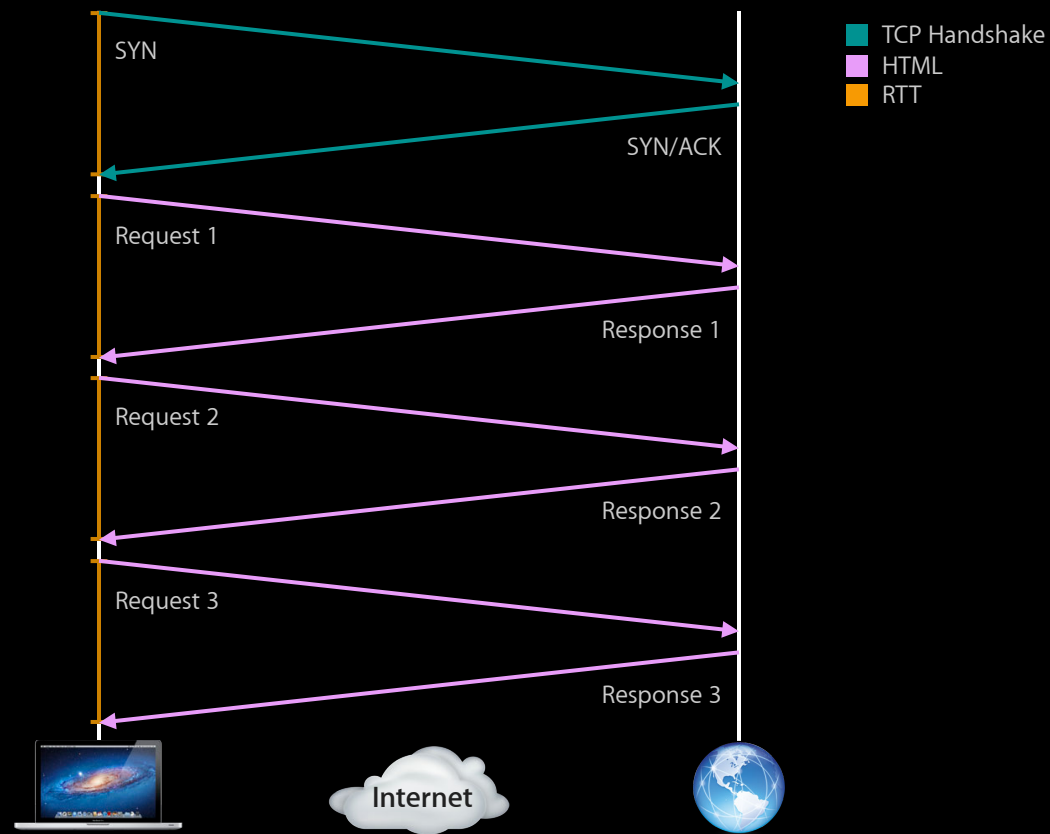 SYN
SYN/ACK
Request 1
Response 1
Request 2
Response 2
Request 3
Response 3
Internet
TCP Handshake
HTML
RTT